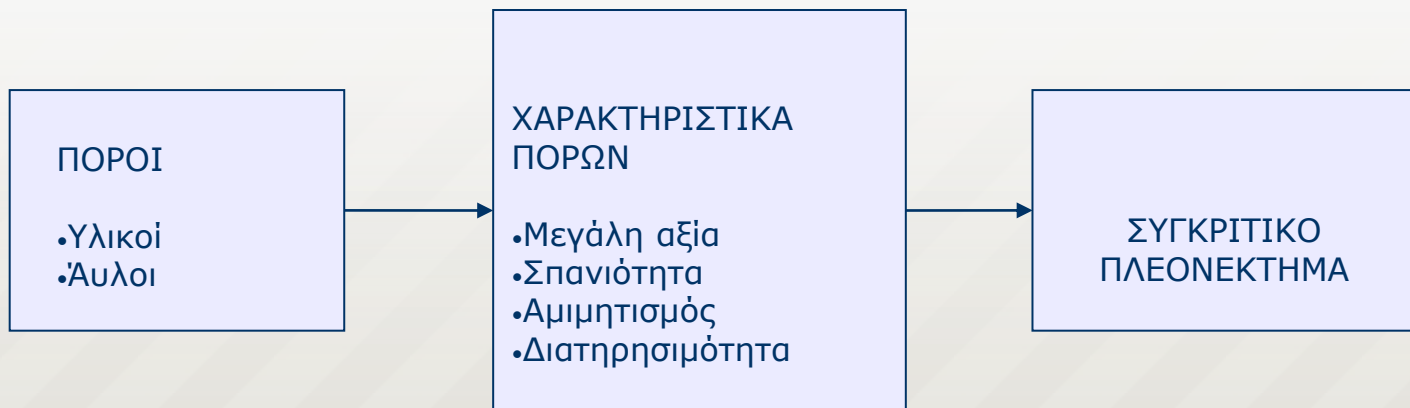 ΠΟΡΟΙ
•Υλικοί
•Άυλοι
ΧΑΡΑΚΤΗΡΙΣΤΙΚΑ
ΠΟΡΩΝ
•Μεγάλη αξία
•Σπανιότητα
•Αμιμητισμός
•Διατηρησιμότητα
ΣΥΓΚΡΙΤΙΚΟ
ΠΛΕΟΝΕΚΤΗΜΑ